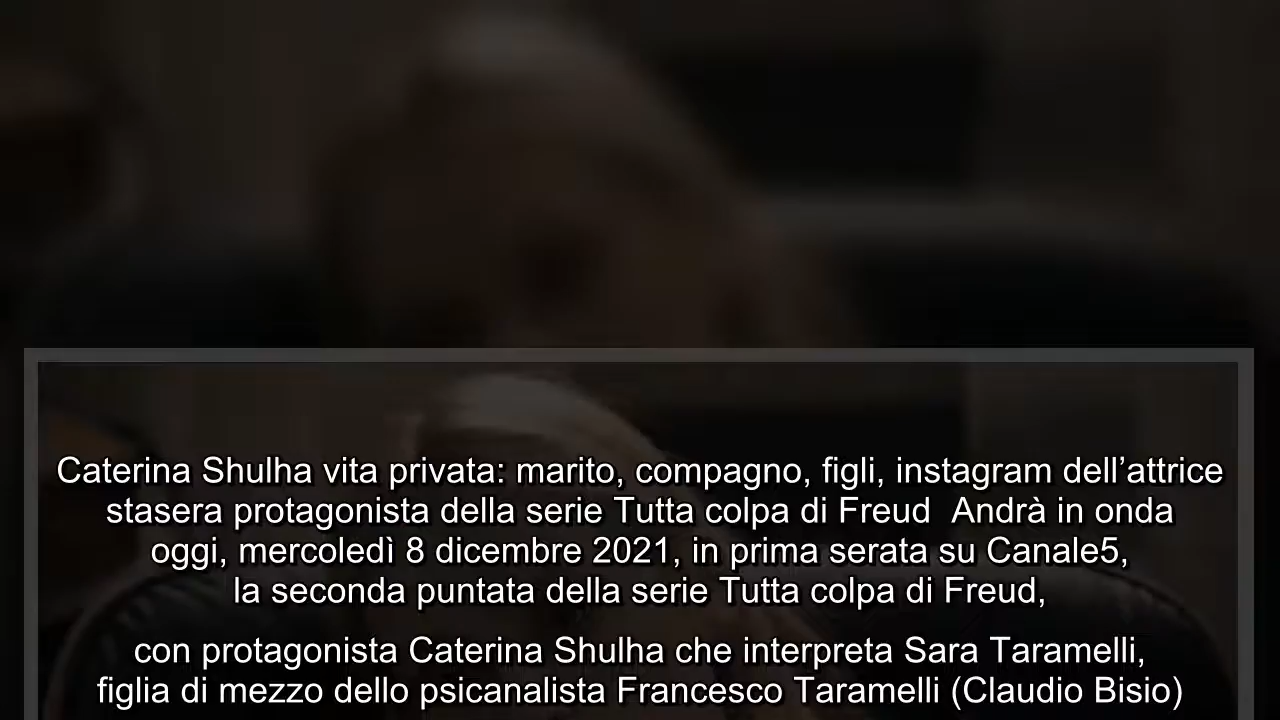 Caterina Shulha vita privata: marito, compagno, figli, instagram dell’attrice
stasera protagonista della serie Tutta colpa di Freud  Andrà in onda
oggi, mercoledì 8 dicembre 2021, in prima serata su Canale5,
la seconda puntata della serie Tutta colpa di Freud,
con protagonista Caterina Shulha che interpreta Sara Taramelli,
figlia di mezzo dello psicanalista Francesco Taramelli (Claudio Bisio)